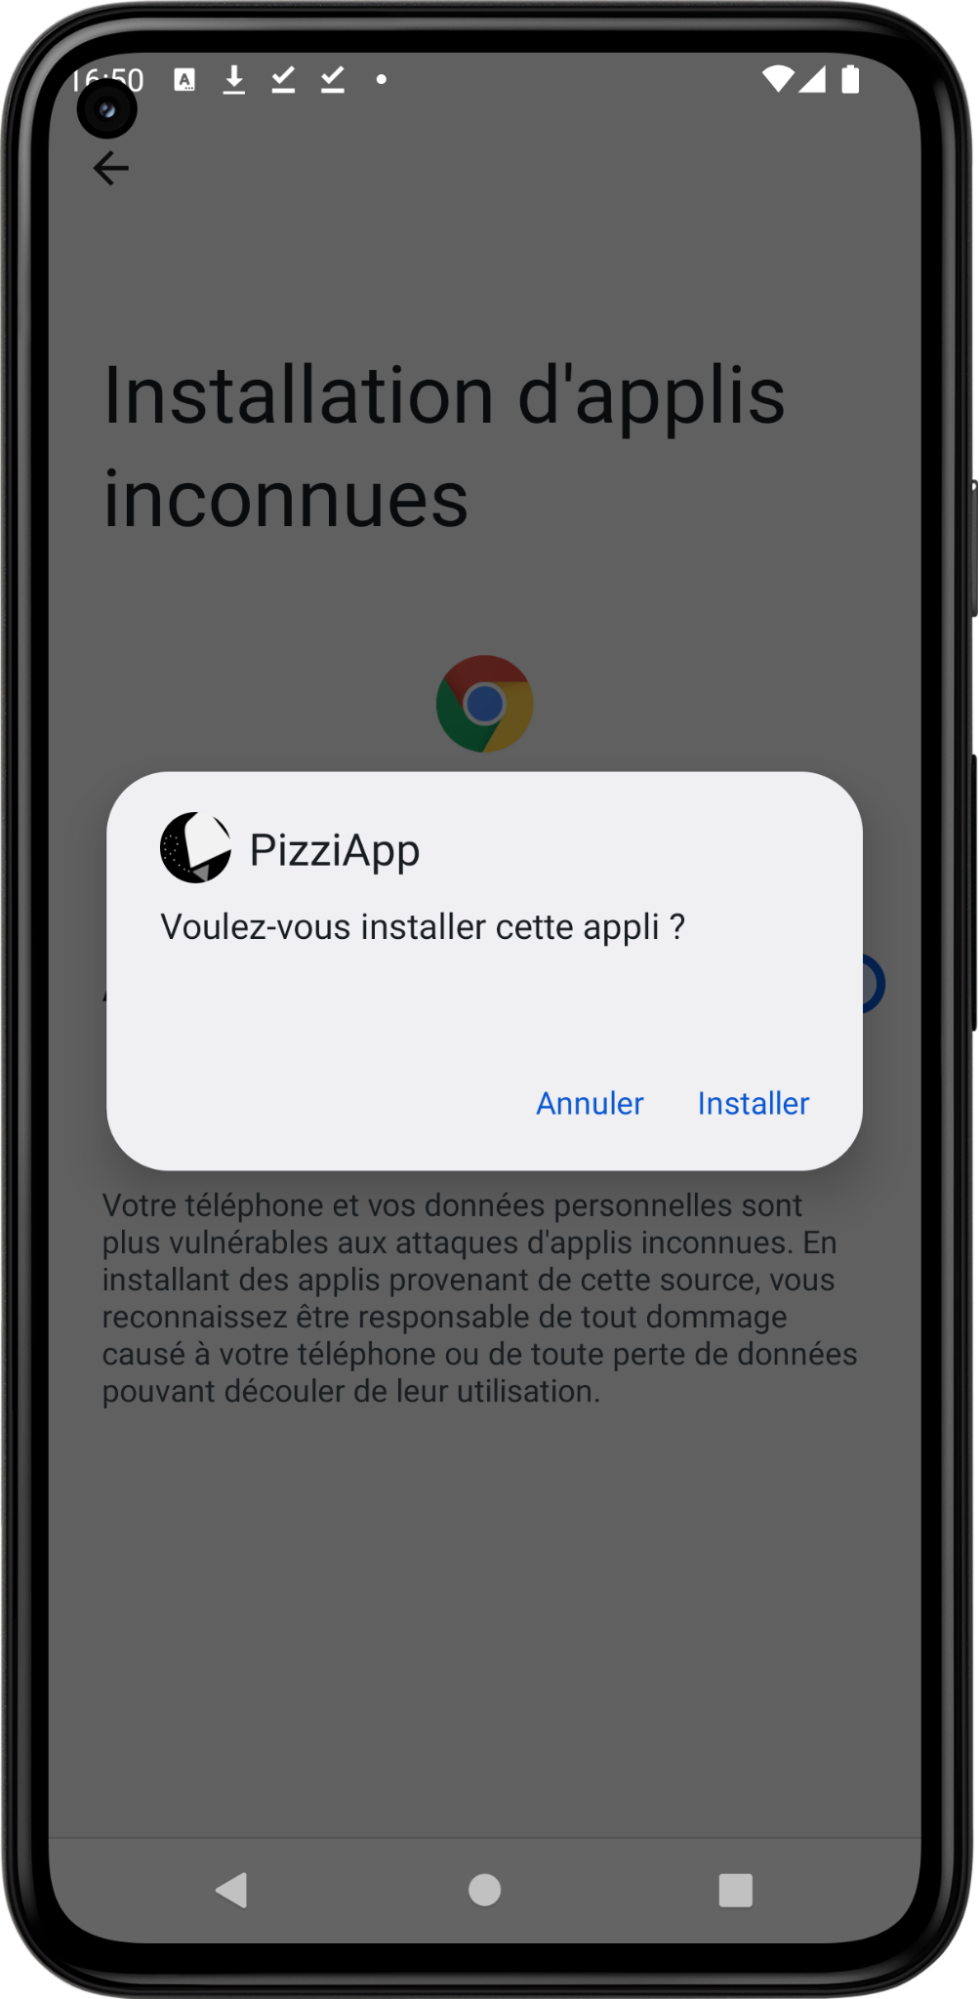 16:50
Installation d'applis
inconnues
PizziApp
Voulez-vous installer cette appli ?
Annuler
Installer
Votre téléphone et vos données personnelles sont
plus vulnérables aux attaques d'applis inconnues. En
installant des applis provenant de cette source, vous
reconnaissez être responsable de tout dommage
causé à votre téléphone ou de toute perte de données
pouvant découler de leur utilisation.